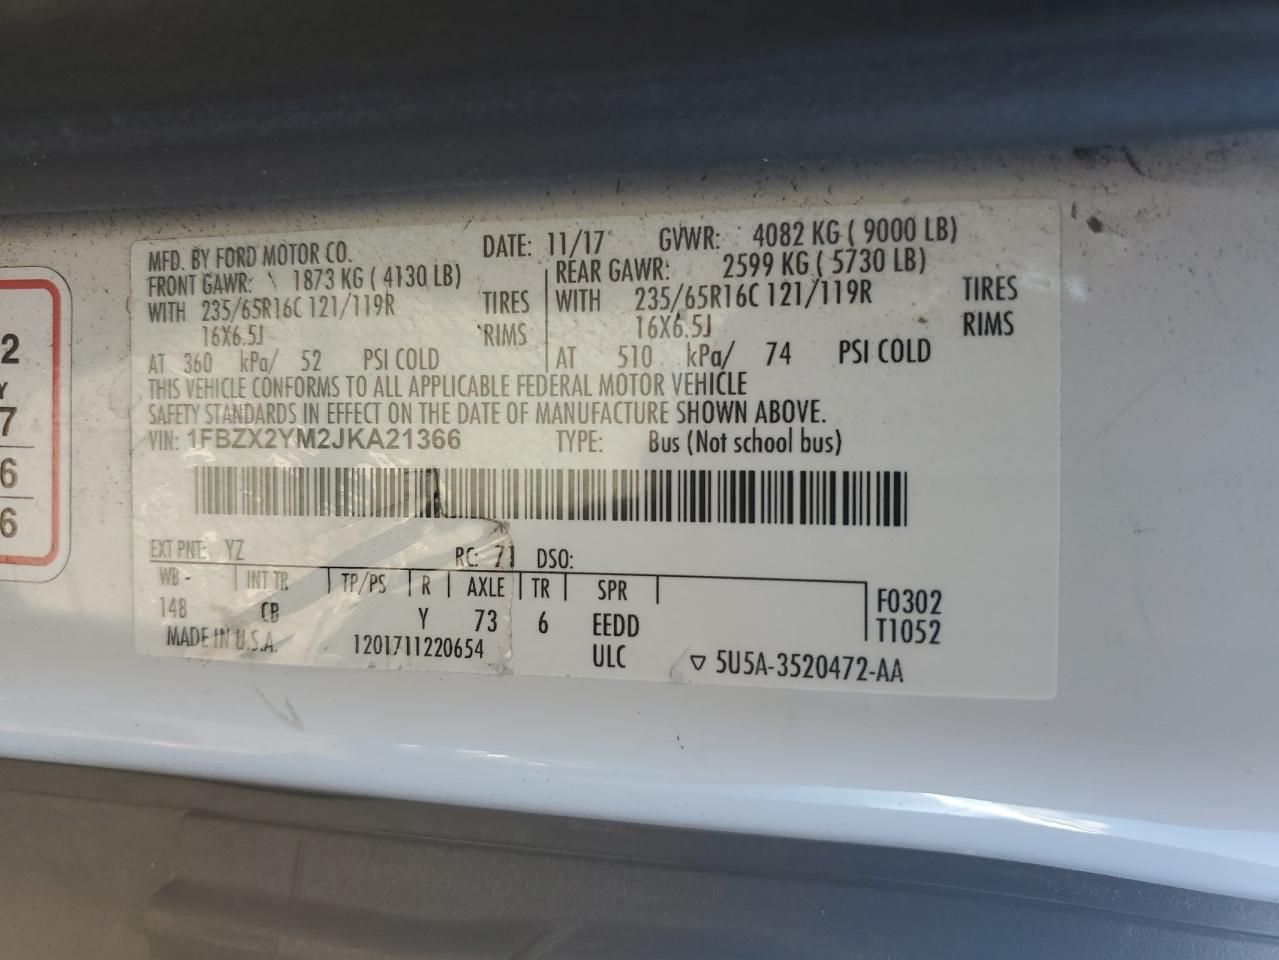 MFD. BY FORD MOTOR CO. DATE: 11/17 GVWR: 4082 KG ( 9000 LB)
FRONT GAWR: 1873 KG ( 4130 LB) REAR GAWR: 2599 KG ( 5730 LB)
WITH 235/65R16C 121/119R TIRES WITH 235/65R16C 121/119R TIRES
16X6.5J RIMS 16X6.5J RIMS
AT 360 kPa/ 52 PSI COLD AT 510 kPa/ 74 PSI COLD
THIS VEHICLE CONFORMS TO ALL APPLICABLE FEDERAL MOTOR VEHICLE
SAFETY STANDARDS IN EFFECT ON THE DATE OF MANUFACTURE SHOWN ABOVE.
VIN: 1FBZX2YM2JKA21366 TYPE: Bus (Not school bus)
EXT PNT: YZ RC: 71 DSO:
WB - INT TR TP/PS R AXLE TR SPR
148 CB Y 73 6 EEDD F0302
MADE IN U.S.A. 1201711220654 ULC T1052
▽ 5U5A-3520472-AA
2
Y
7
6
6